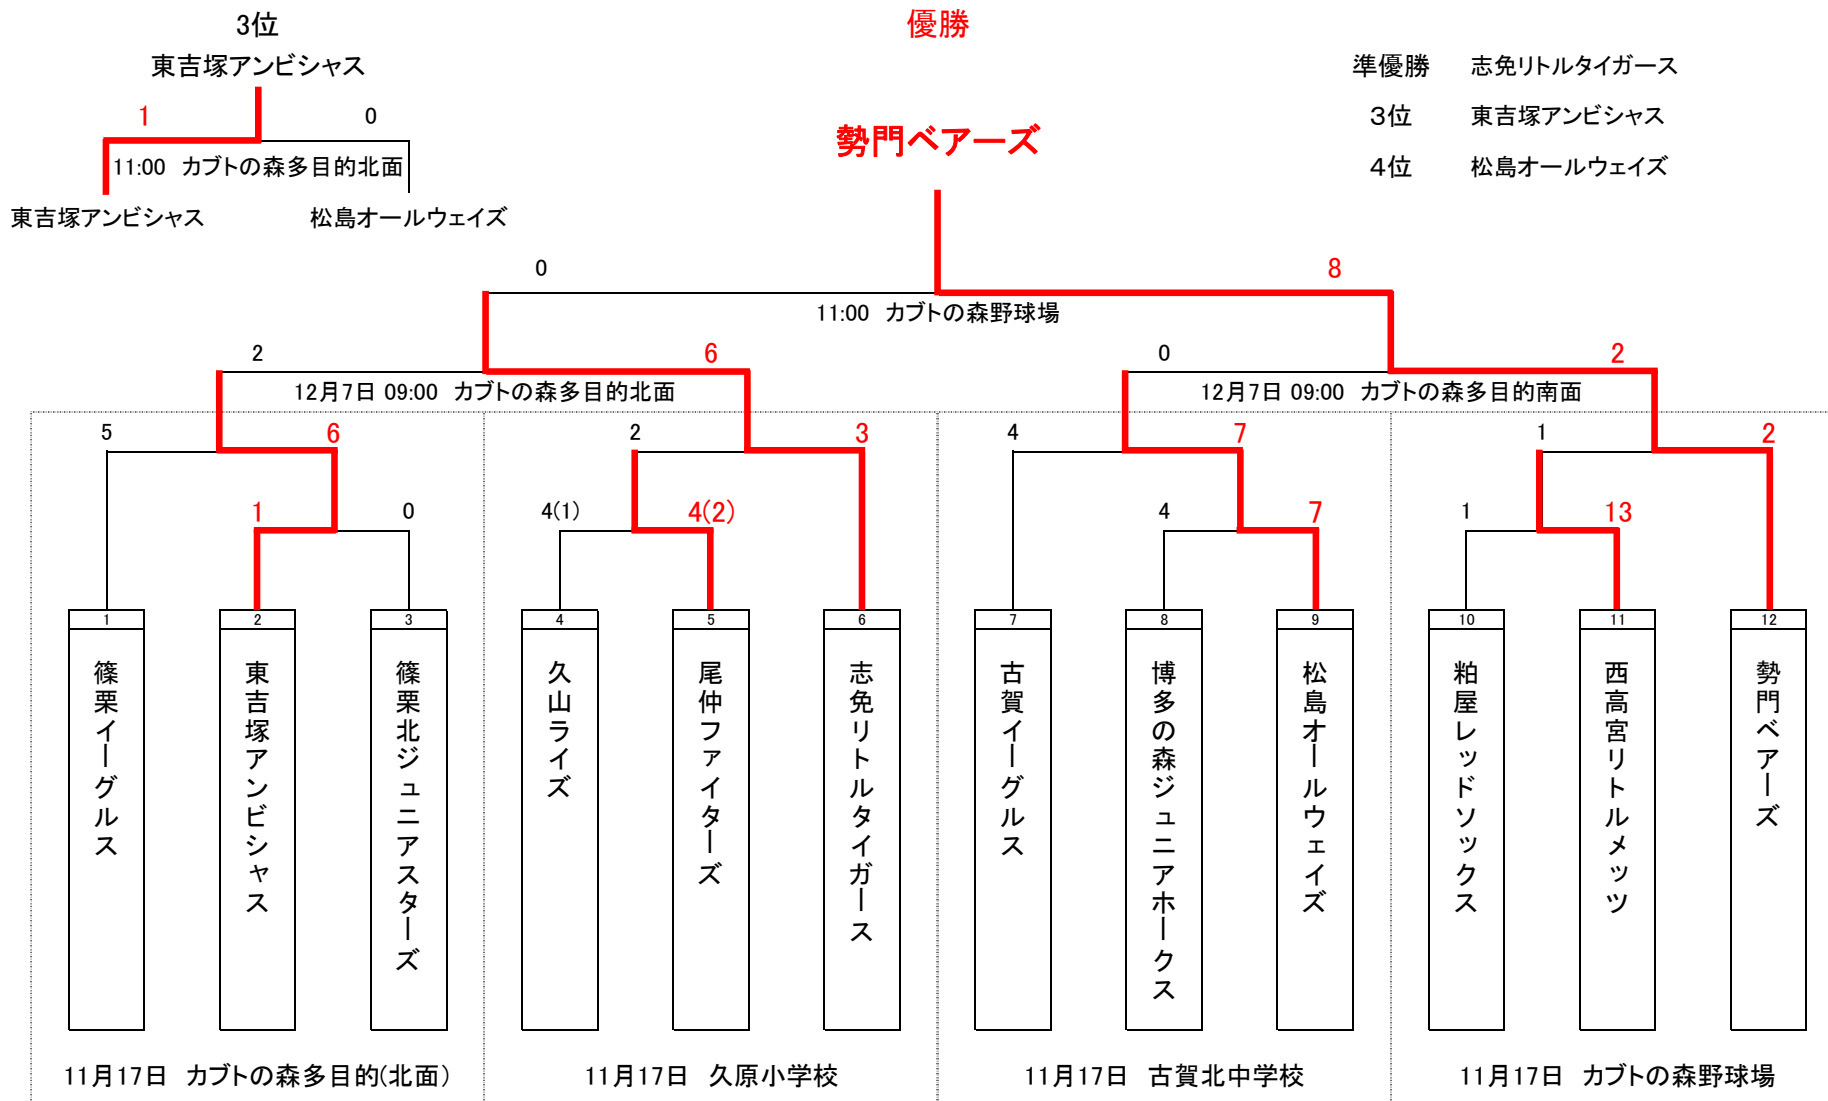 3位
東吉塚アンビシャス
1 0
11:00 カブトの森多目的北面
東吉塚アンビシャス 松島オールウェイズ
優勝
勢門ベアーズ
準優勝 志免リトルタイガース
3位 東吉塚アンビシャス
4位 松島オールウェイズ
0 8
11:00 カブトの森野球場
2 6 0 2
12月7日 09:00 カブトの森多目的北面 12月7日 09:00 カブトの森多目的南面
5 6 2 3 4 7 1 2
1 0 4(1) 4(2) 4 7 1 13
1 2 3 4 5 6 7 8 9 10 11 12
篠栗イーグルス
東吉塚アンビシャス
篠栗北ジュニアスターズ
久山ライズ
尾仲ファイターズ
志免リトルタイガース
古賀イーグルス
博多の森ジュニアホークス
松島オールウェイズ
粕屋レッドソックス
西高宮リトルメッツ
勢門ベアーズ
11月17日 カブトの森多目的(北面) 11月17日 久原小学校 11月17日 古賀北中学校 11月17日 カブトの森野球場